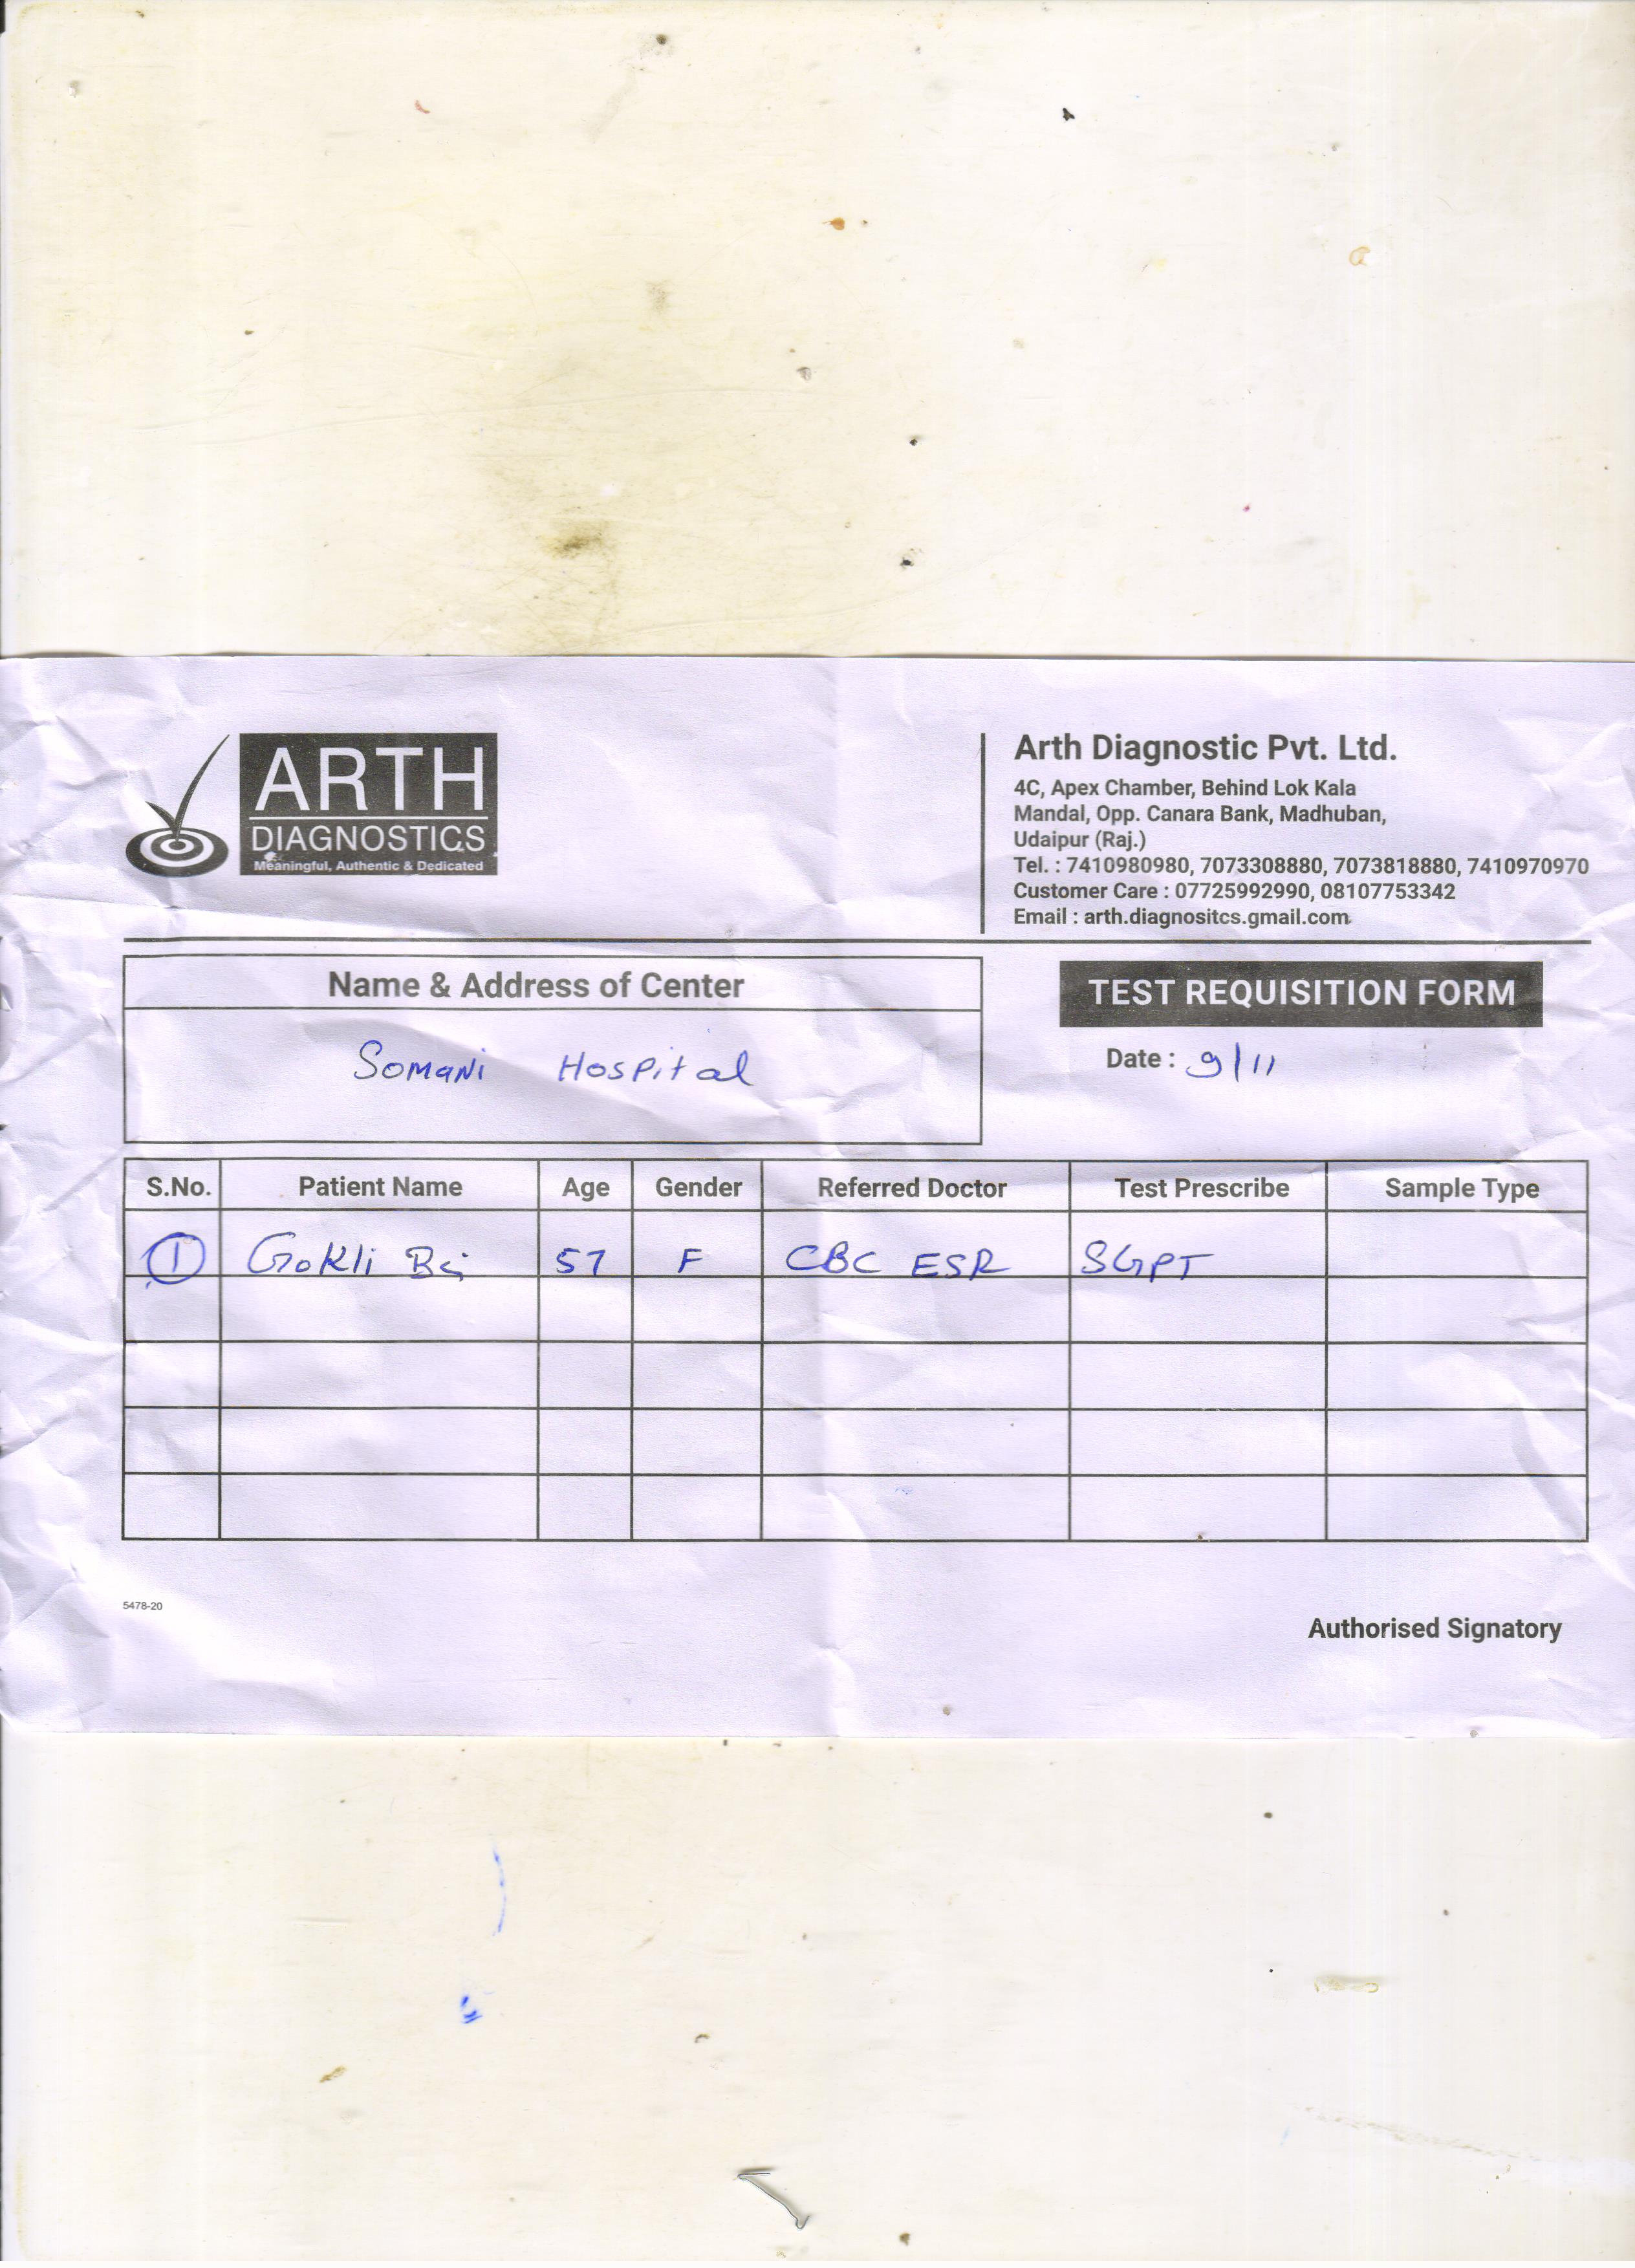 ARTH
DIAGNOSTICS
Meaningful, Authentic & Dedicated
Arth Diagnostic Pvt. Ltd.
4C, Apex Chamber, Behind Lok Kala
Mandal, Opp. Canara Bank, Madhuban,
Udaipur (Raj.)
Tel. : 7410980980, 7073308880, 7073818880, 7410970970
Customer Care : 07725992990, 08107753342
Email : arth.diagnositcs.gmail.com
Name & Address of Center
Somani Hospital
TEST REQUISITION FORM
Date : 9/11
S.No. Patient Name Age Gender Referred Doctor Test Prescribe Sample Type
1 Gokli Bai 57 F CBC ESR SGPT
5478-20
Authorised Signatory